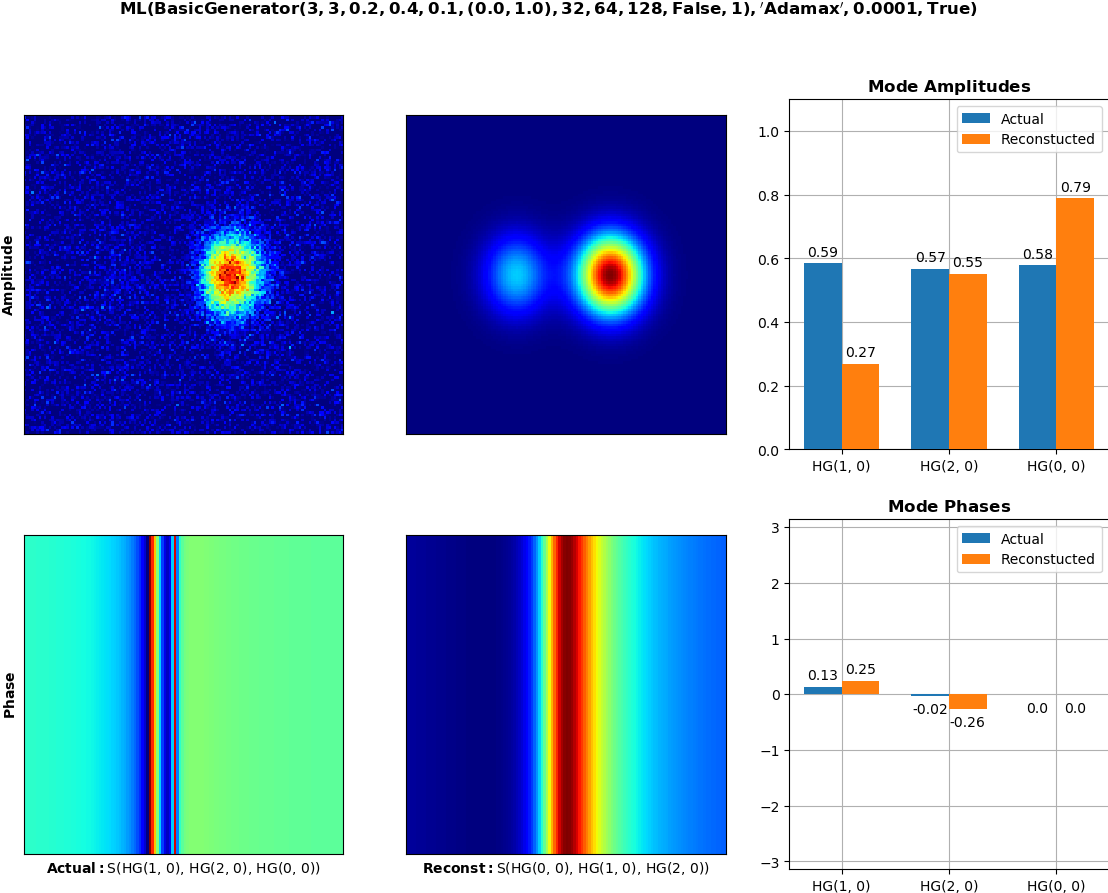 ML(BasicGenerator(3, 3, 0.2, 0.4, 0.1, (0.0, 1.0), 32, 64, 128, False, 1), ′Adamax′, 0.0001, True)
Amplitude
Mode Amplitudes
Actual
Reconstucted
1.0
0.8
0.6
0.4
0.2
0.0
0.59
0.27
0.57
0.55
0.58
0.79
HG(1, 0)
HG(2, 0)
HG(0, 0)
Phase
Actual: S(HG(1, 0), HG(2, 0), HG(0, 0))
Reconst: S(HG(0, 0), HG(1, 0), HG(2, 0))
Mode Phases
Actual
Reconstucted
3
2
1
0
−1
−2
−3
0.13
0.25
-0.02
-0.26
0.0
0.0
HG(1, 0)
HG(2, 0)
HG(0, 0)